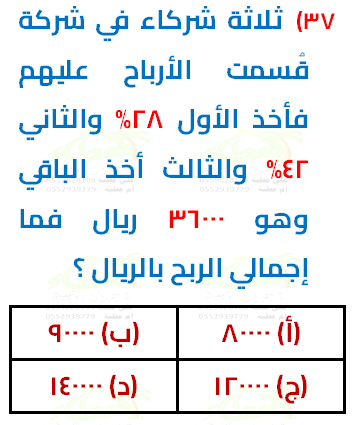 ٣٧) ثلاثة شركاء في شركة
قُسمت الأرباح عليهم
فأخذ الأول ٢٨% والثاني
٤٢% والثالث أخذ الباقي
وهو ٣٦٠٠٠ ريال فما
إجمالي الربح بالريال ؟
(أ) ٨٠٠٠٠ (ب) ٩٠٠٠٠
(ج) ١٢٠٠٠٠ (د) ١٤٠٠٠٠